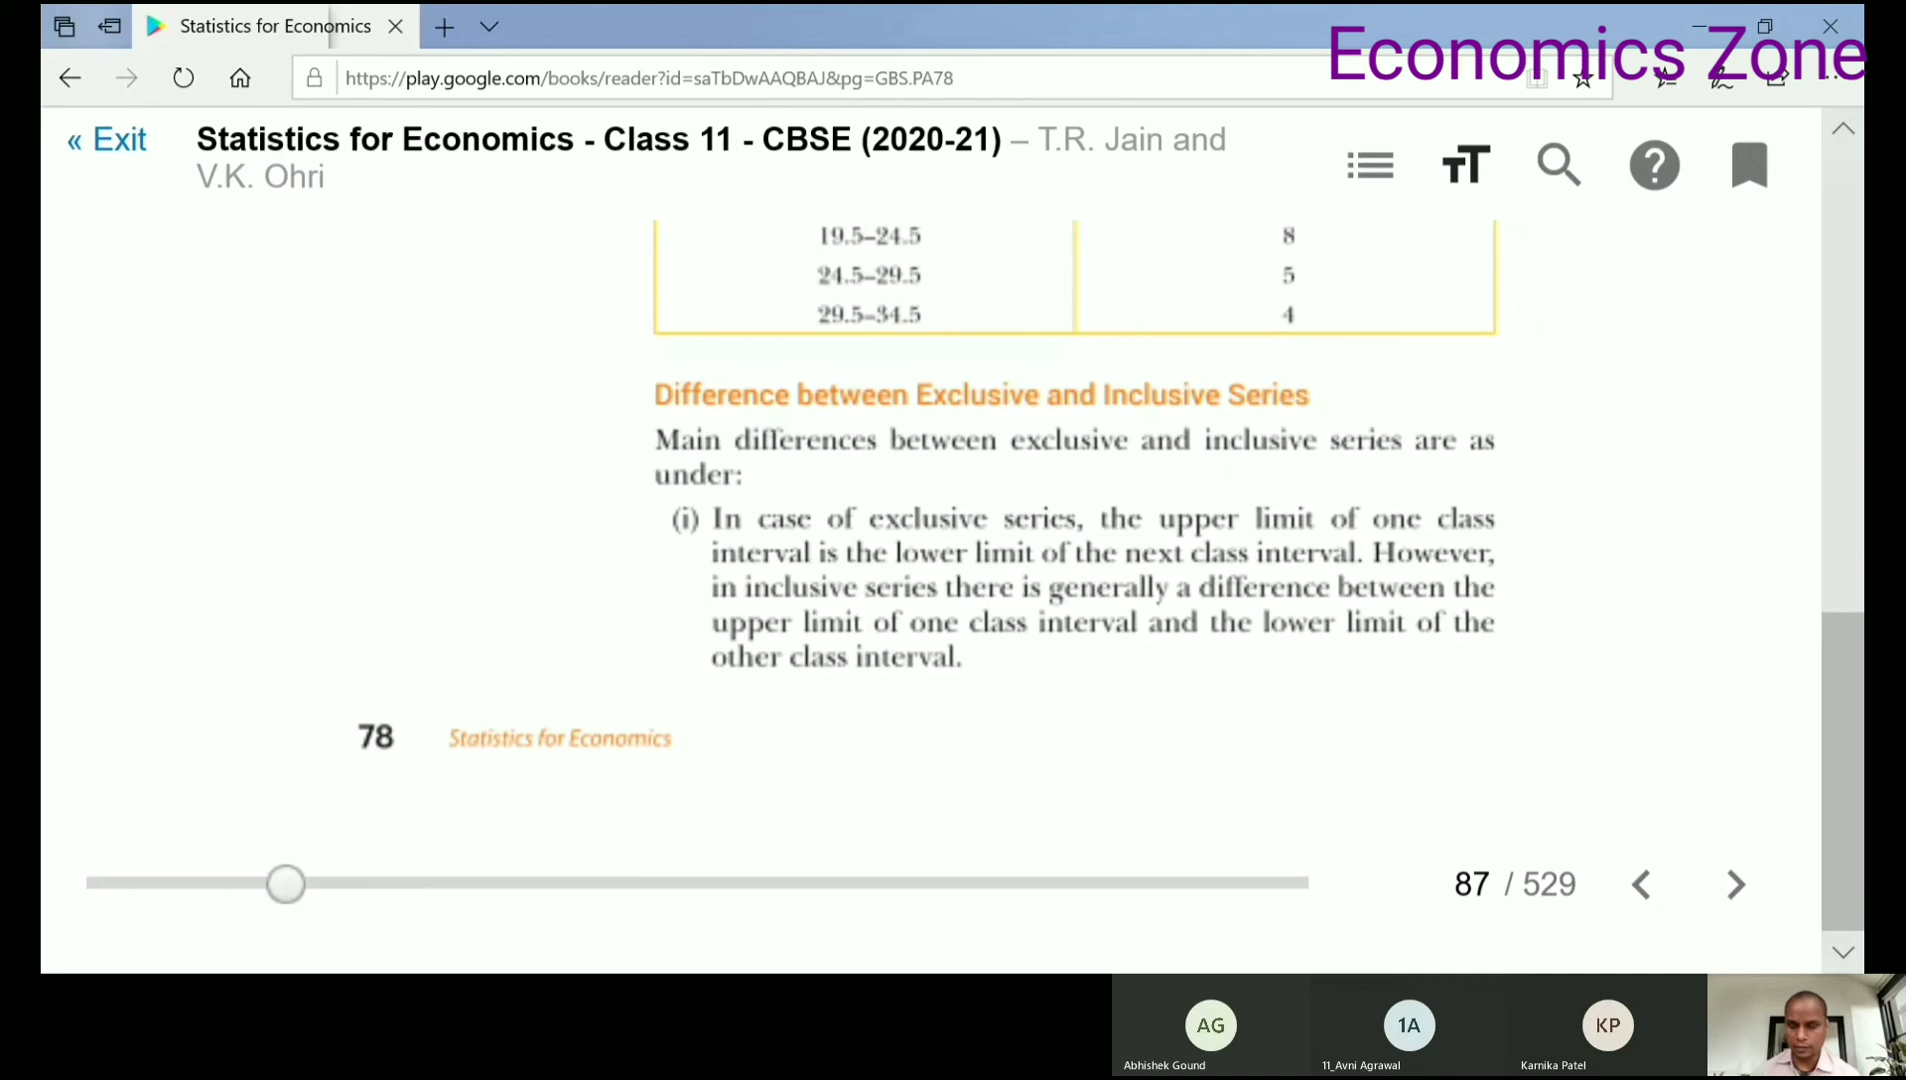 Statistics for Economics
Economics Zone
https://play.google.com/books/reader?id=saTbDwAAQBAJ&pg=GBS.PA78
« Exit
Statistics for Economics - Class 11 - CBSE (2020-21) – T.R. Jain and
V.K. Ohri
19.5–24.5 8
24.5–29.5 5
29.5–34.5 4
Difference between Exclusive and Inclusive Series
Main differences between exclusive and inclusive series are as
under:
(i) In case of exclusive series, the upper limit of one class
interval is the lower limit of the next class interval. However,
in inclusive series there is generally a difference between the
upper limit of one class interval and the lower limit of the
other class interval.
78 Statistics for Economics
87 / 529
AG
Abhishek Gound
1A
11_Avni Agrawal
KP
Karnika Patel